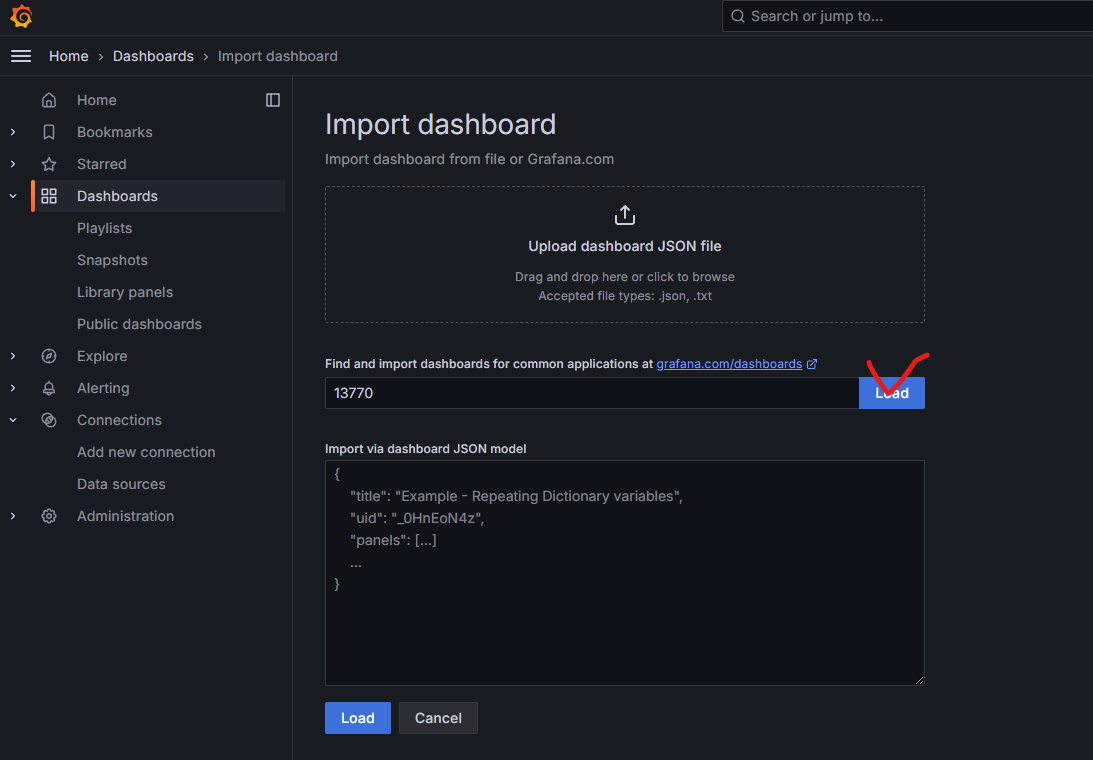 Search or jump to...
Home › Dashboards › Import dashboard
Home
Bookmarks
Starred
Dashboards
Playlists
Snapshots
Library panels
Public dashboards
Explore
Alerting
Connections
Add new connection
Data sources
Administration
Import dashboard
Import dashboard from file or Grafana.com
Upload dashboard JSON file
Drag and drop here or click to browse
Accepted file types: .json, .txt
Find and import dashboards for common applications at grafana.com/dashboards
13770 Load
Import via dashboard JSON model
{
"title": "Example - Repeating Dictionary variables",
"uid": "_0HnEoN4z",
"panels": [...]
...
}
Load Cancel